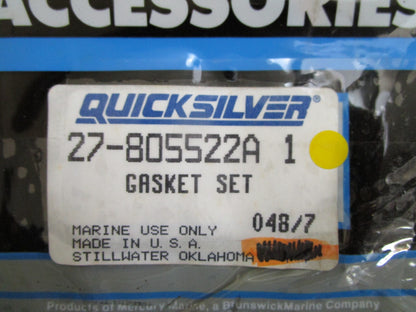 ACCESSORIES
QUICKSILVER®
27-805522A 1
GASKET SET
MARINE USE ONLY 048/7
MADE IN U.S.A.
STILLWATER OKLAHOMA
Products of Mercury Marine, a Brunswick Marine Company